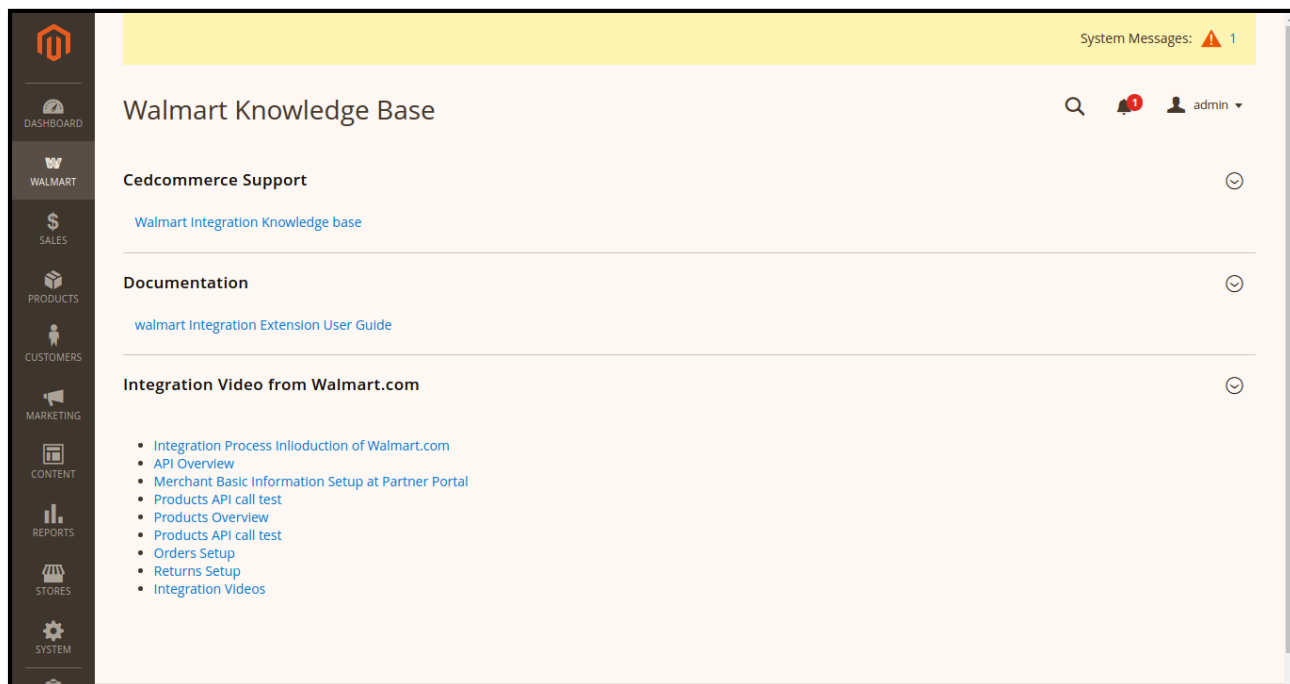 System Messages: 1
Walmart Knowledge Base
1
admin
DASHBOARD
WALMART
SALES
PRODUCTS
CUSTOMERS
MARKETING
CONTENT
REPORTS
STORES
SYSTEM
Cedcommerce Support
Walmart Integration Knowledge base
Documentation
walmart Integration Extension User Guide
Integration Video from Walmart.com
Integration Process Inlioduction of Walmart.com
API Overview
Merchant Basic Information Setup at Partner Portal
Products API call test
Products Overview
Products API call test
Orders Setup
Returns Setup
Integration Videos